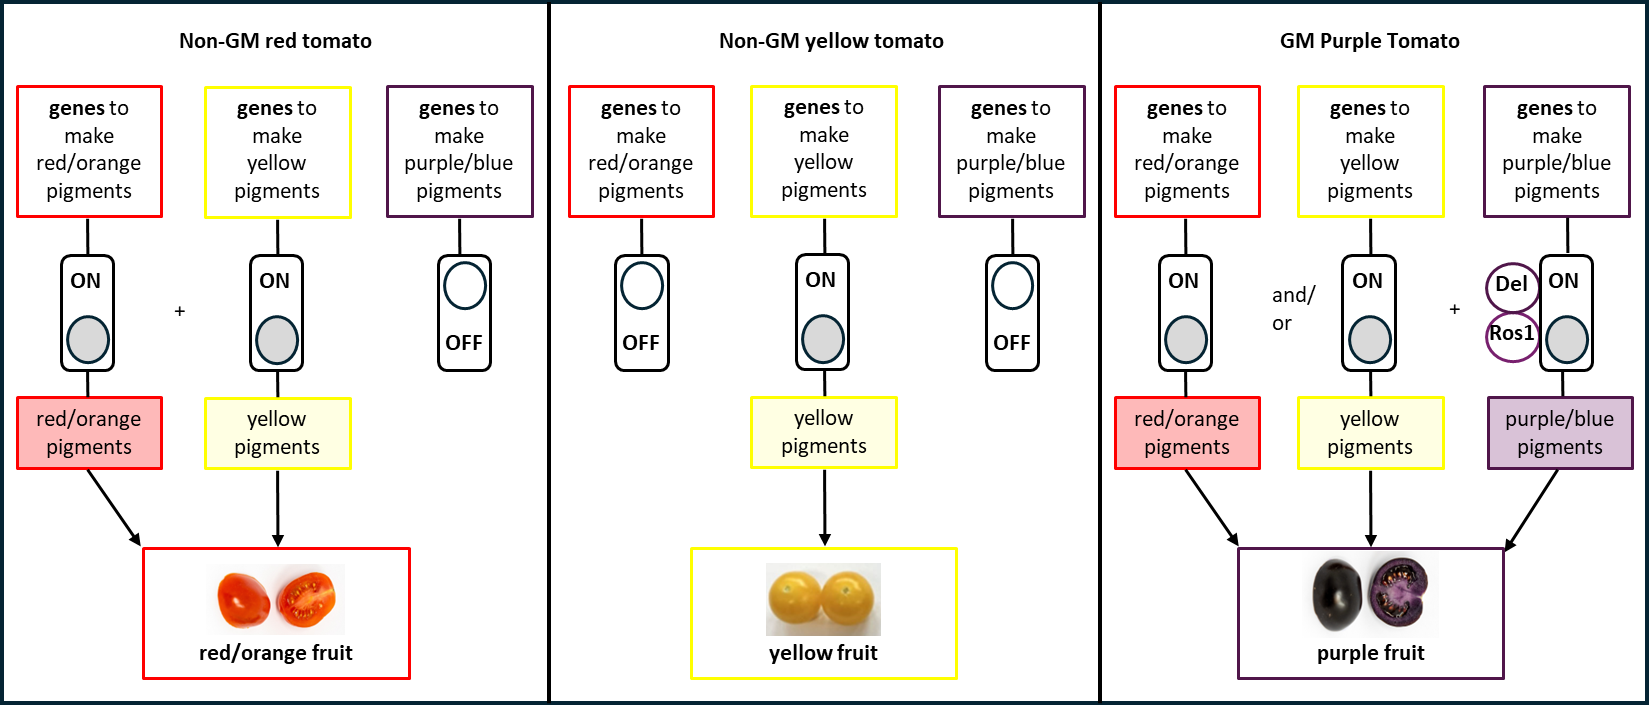 Non-GM red tomato
genes to
make
red/orange
pigments
genes to
make
yellow
pigments
genes to
make
purple/blue
pigments
ON
+
ON
OFF
red/orange
pigments
yellow
pigments
red/orange fruit
Non-GM yellow tomato
genes to
make
red/orange
pigments
genes to
make
yellow
pigments
genes to
make
purple/blue
pigments
OFF
ON
OFF
yellow
pigments
yellow fruit
GM Purple Tomato
genes to
make
red/orange
pigments
genes to
make
yellow
pigments
genes to
make
purple/blue
pigments
ON
and/
or
ON
+
Del
Ros1
ON
red/orange
pigments
yellow
pigments
purple/blue
pigments
purple fruit